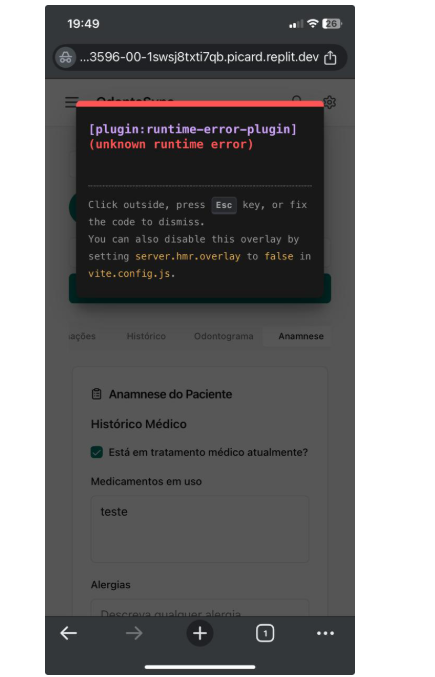 19:49
26
...3596-00-1swsj8txti7qb.picard.replit.dev
OdontoSync
[plugin:runtime-error-plugin]
(unknown runtime error)
Click outside, press Esc key, or fix
the code to dismiss.
You can also disable this overlay by
setting server.hmr.overlay to false in
vite.config.js.
ações Histórico Odontograma Anamnese
Anamnese do Paciente
Histórico Médico
Está em tratamento médico atualmente?
Medicamentos em uso
teste
Alergias
Descreva qualquer alergia
1